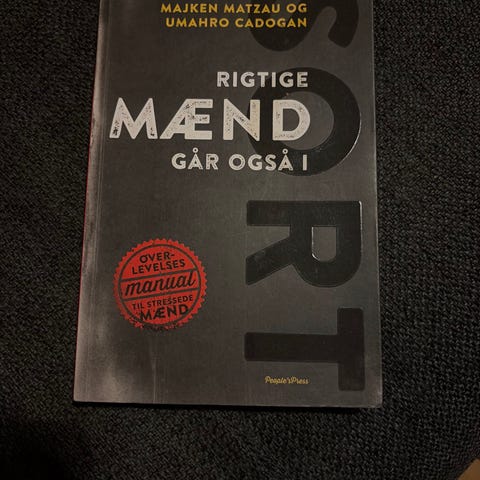 MAJKEN MATZAU OG
UMAHRO CADOGAN
RIGTIGE
MÆND
GÅR OGSÅ I
SORT
OVER-
LEVELSES
manual
TIL STRESSEDE
MÆND
People'sPress